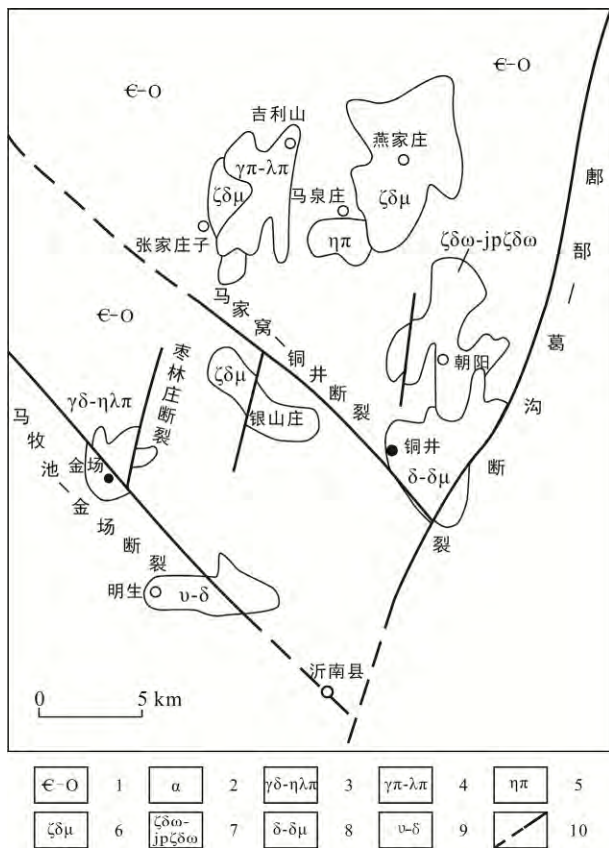 Є-O
Є-O
吉利山
燕家庄
γπ-λπ
ζδμ
马泉庄
ζδμ
张家庄子
ηπ
ζδω-jpζδω
鄌郚—葛沟断裂
马家窝—铜井断裂
Є-O
枣林庄断裂
ζδμ
朝阳
γδ-ηλπ
银山庄
铜井
金场
δ-δμ
马牧池—金场断裂
明生
υ-δ
沂南县
0 5 km
Є-O 1 α 2 γδ-ηλπ 3 γπ-λπ 4 ηπ 5
ζδμ 6 ζδω-jpζδω 7 δ-δμ 8 υ-δ 9 10